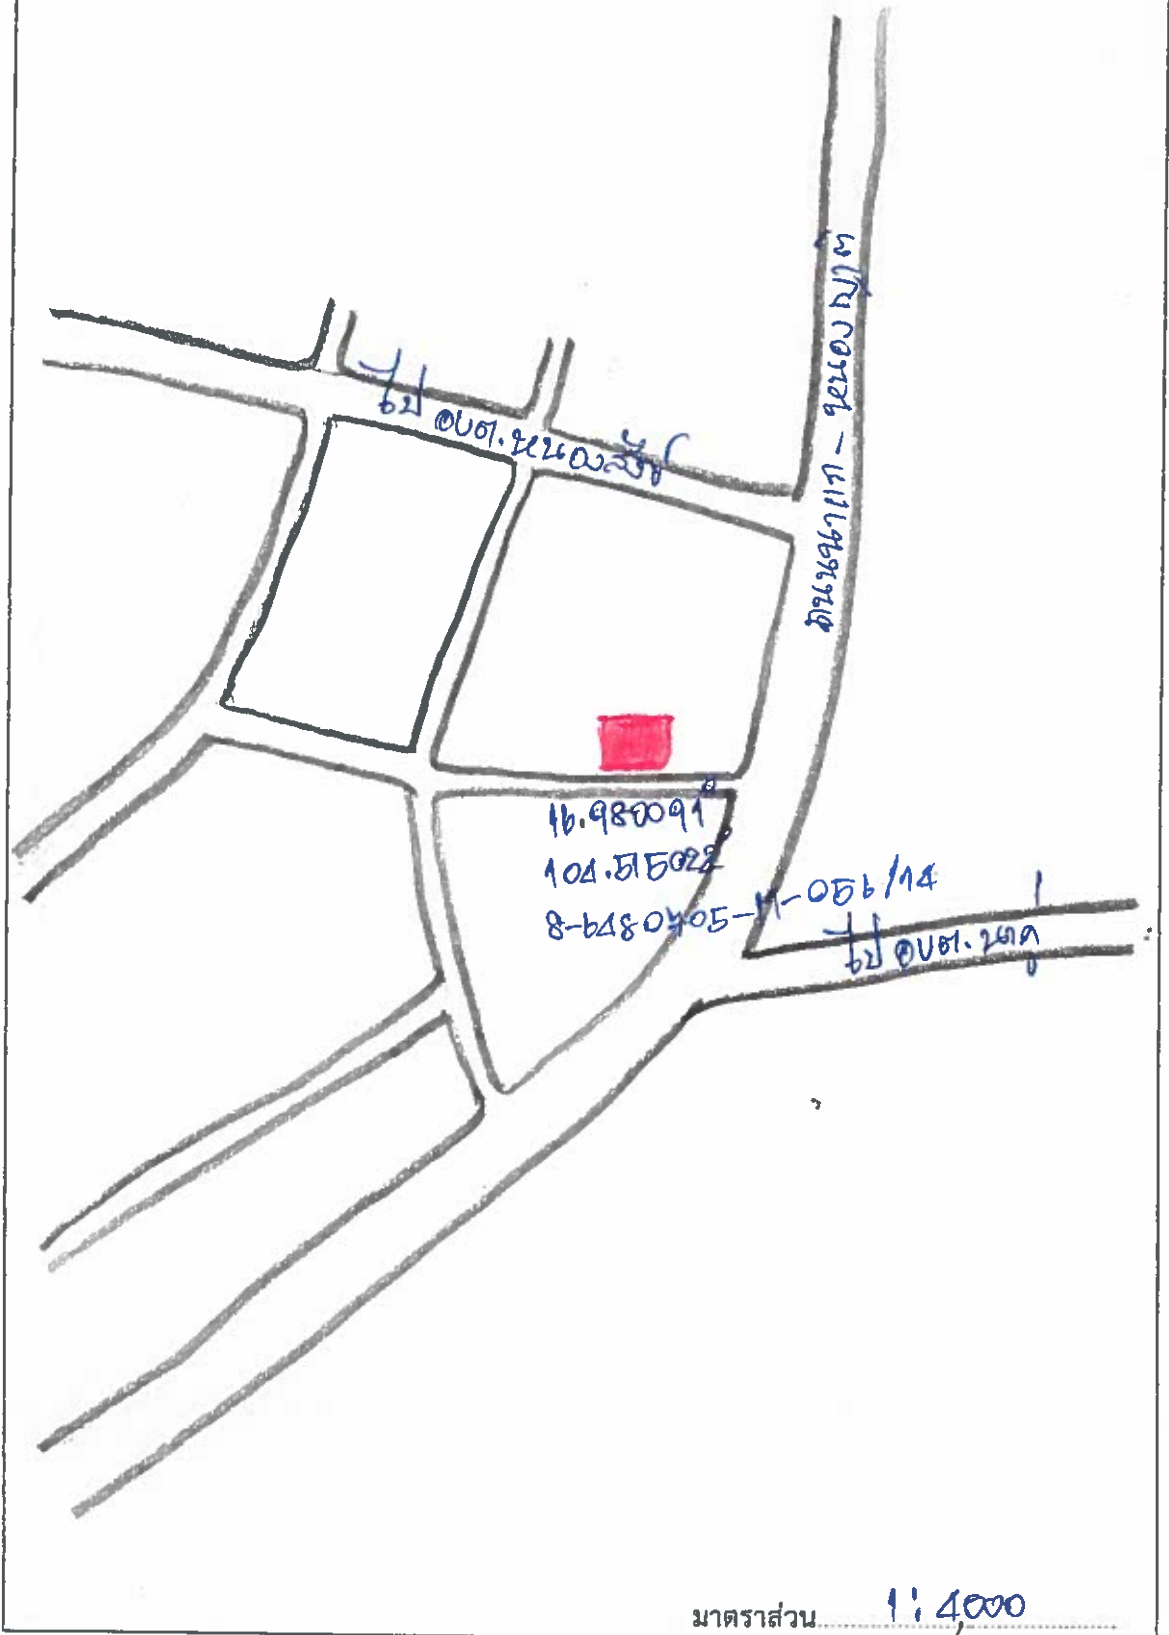 ไป อบต.หนองสังข์
ถนนนาแก - หนองญาติ
16.980091°
104.515022°
8-6480405-M-056/14
ไป อบต. นาคู่
มาตราส่วน 1:4,000